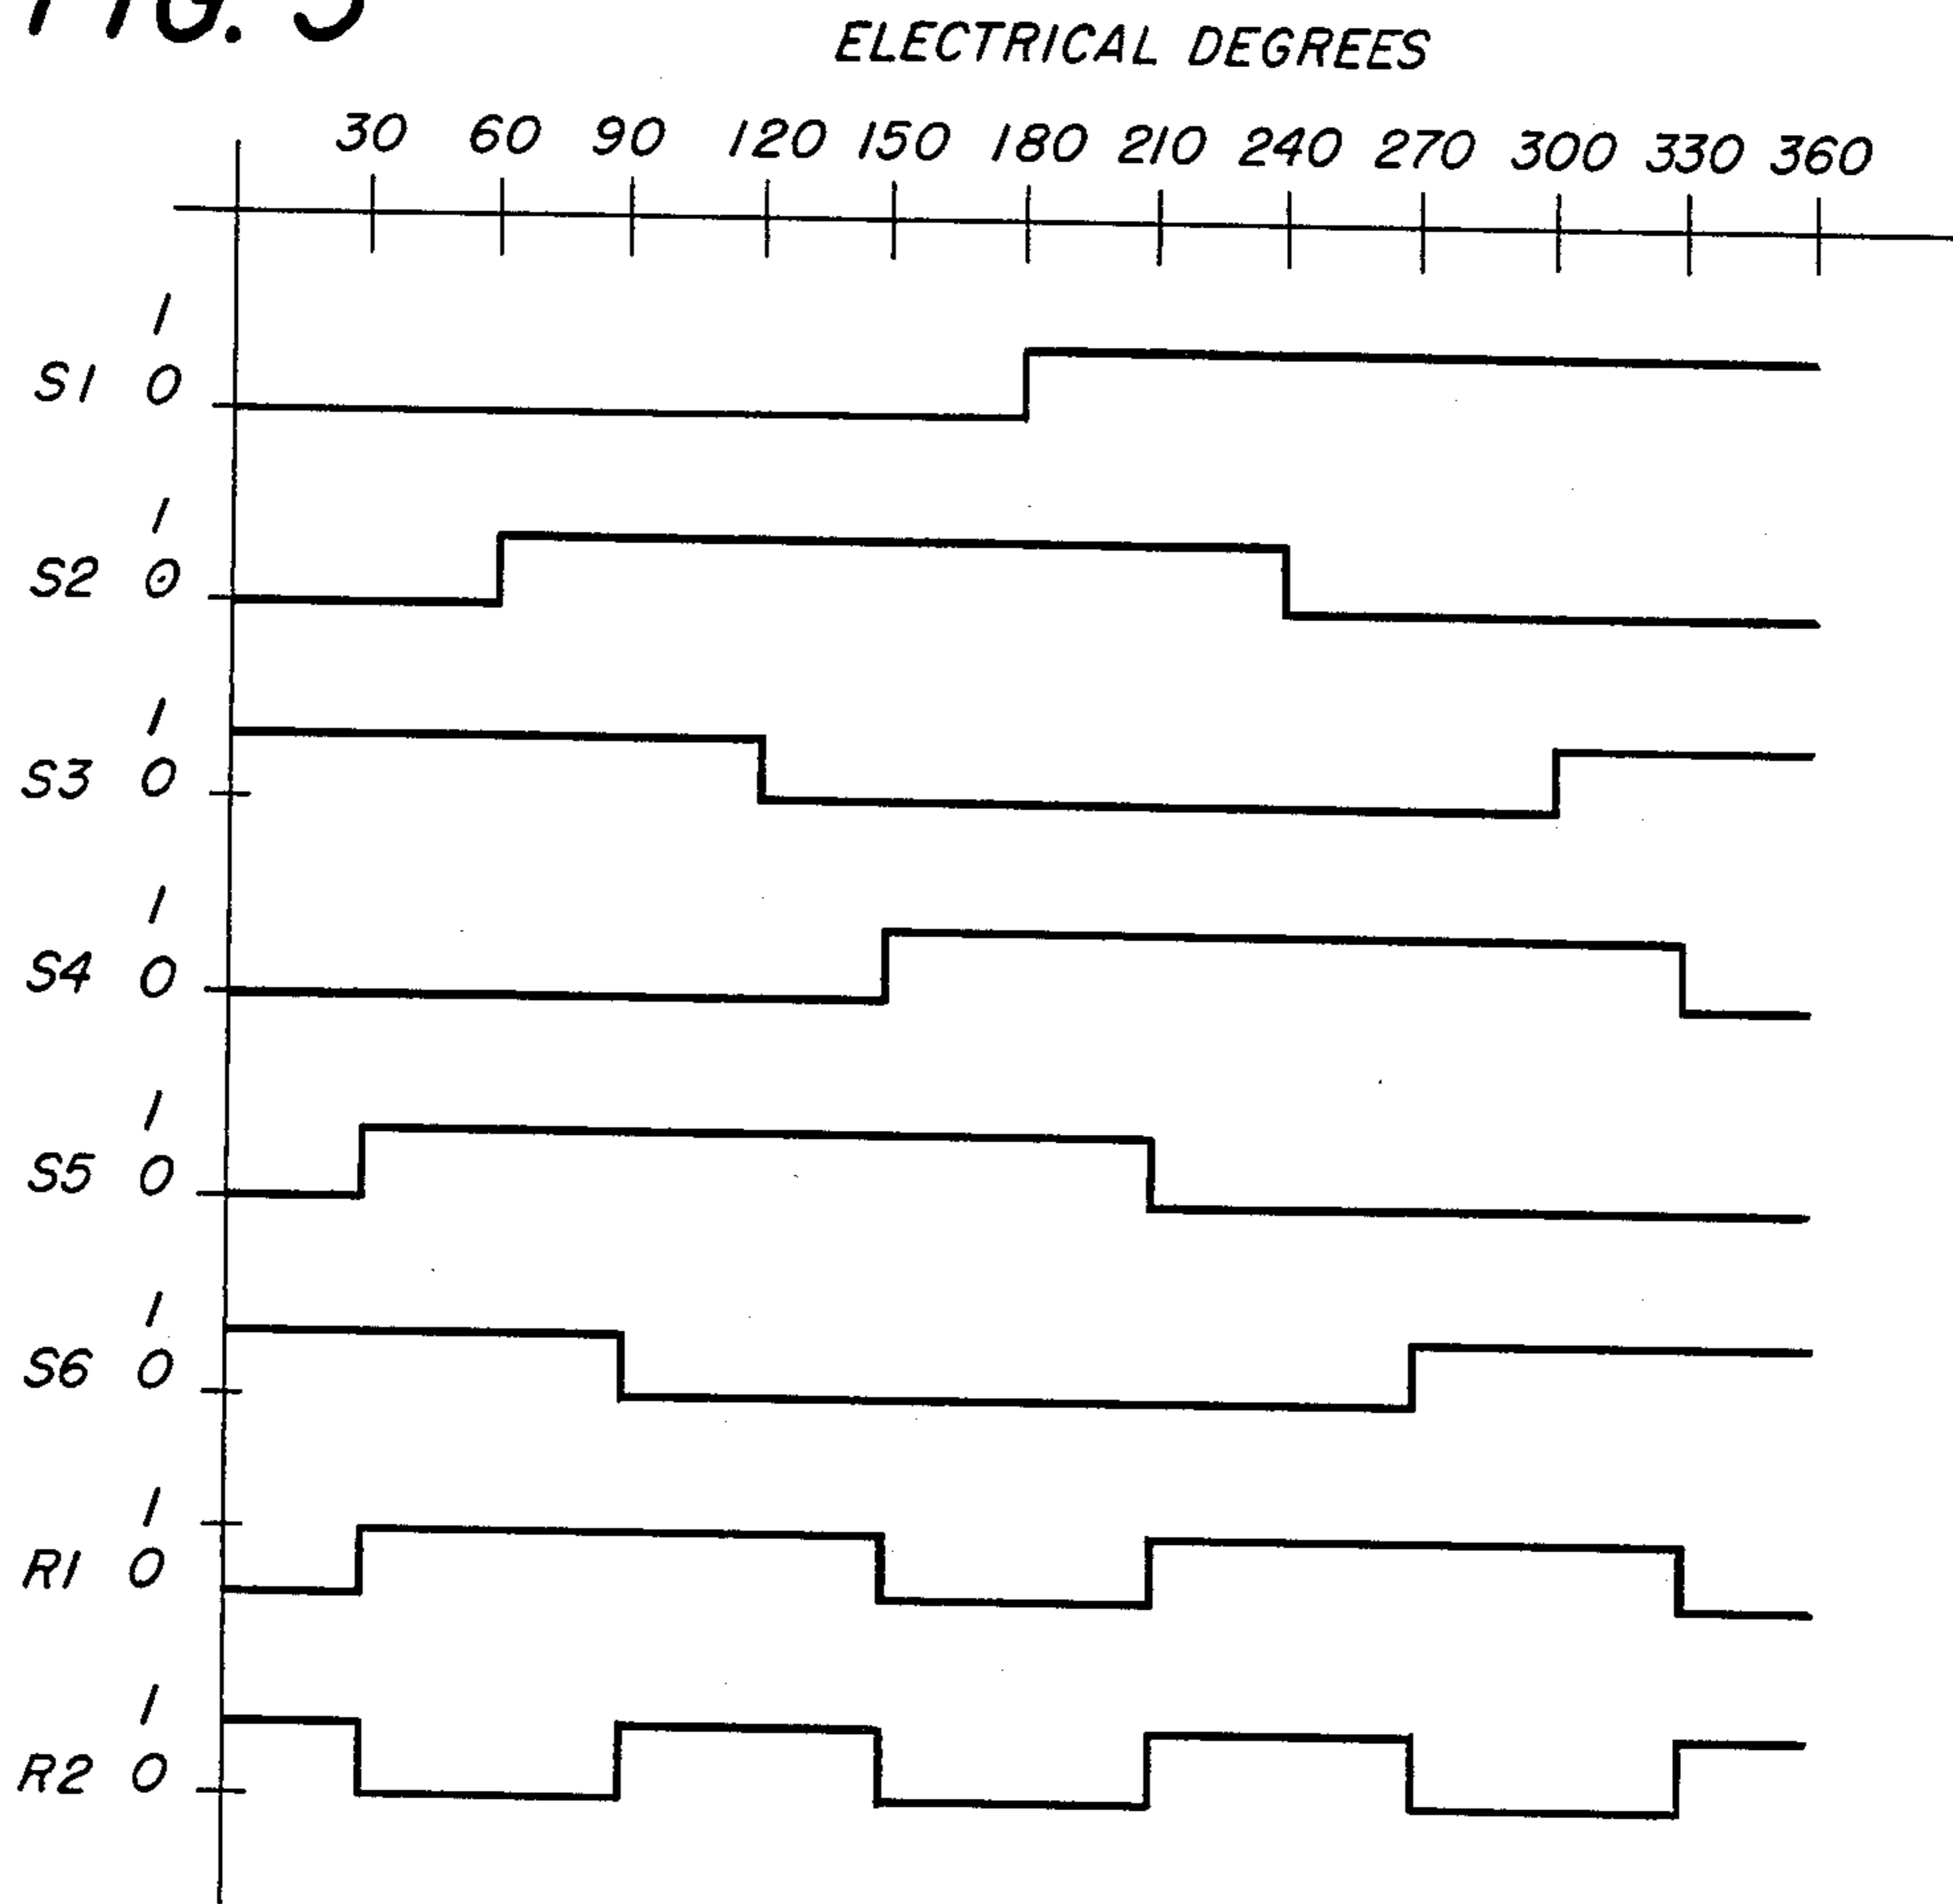 FIG. 5
ELECTRICAL DEGREES
30 60 90 120 150 180 210 240 270 300 330 360
1
S1 0
1
S2 0
1
S3 0
1
S4 0
1
S5 0
1
S6 0
1
R1 0
1
R2 0